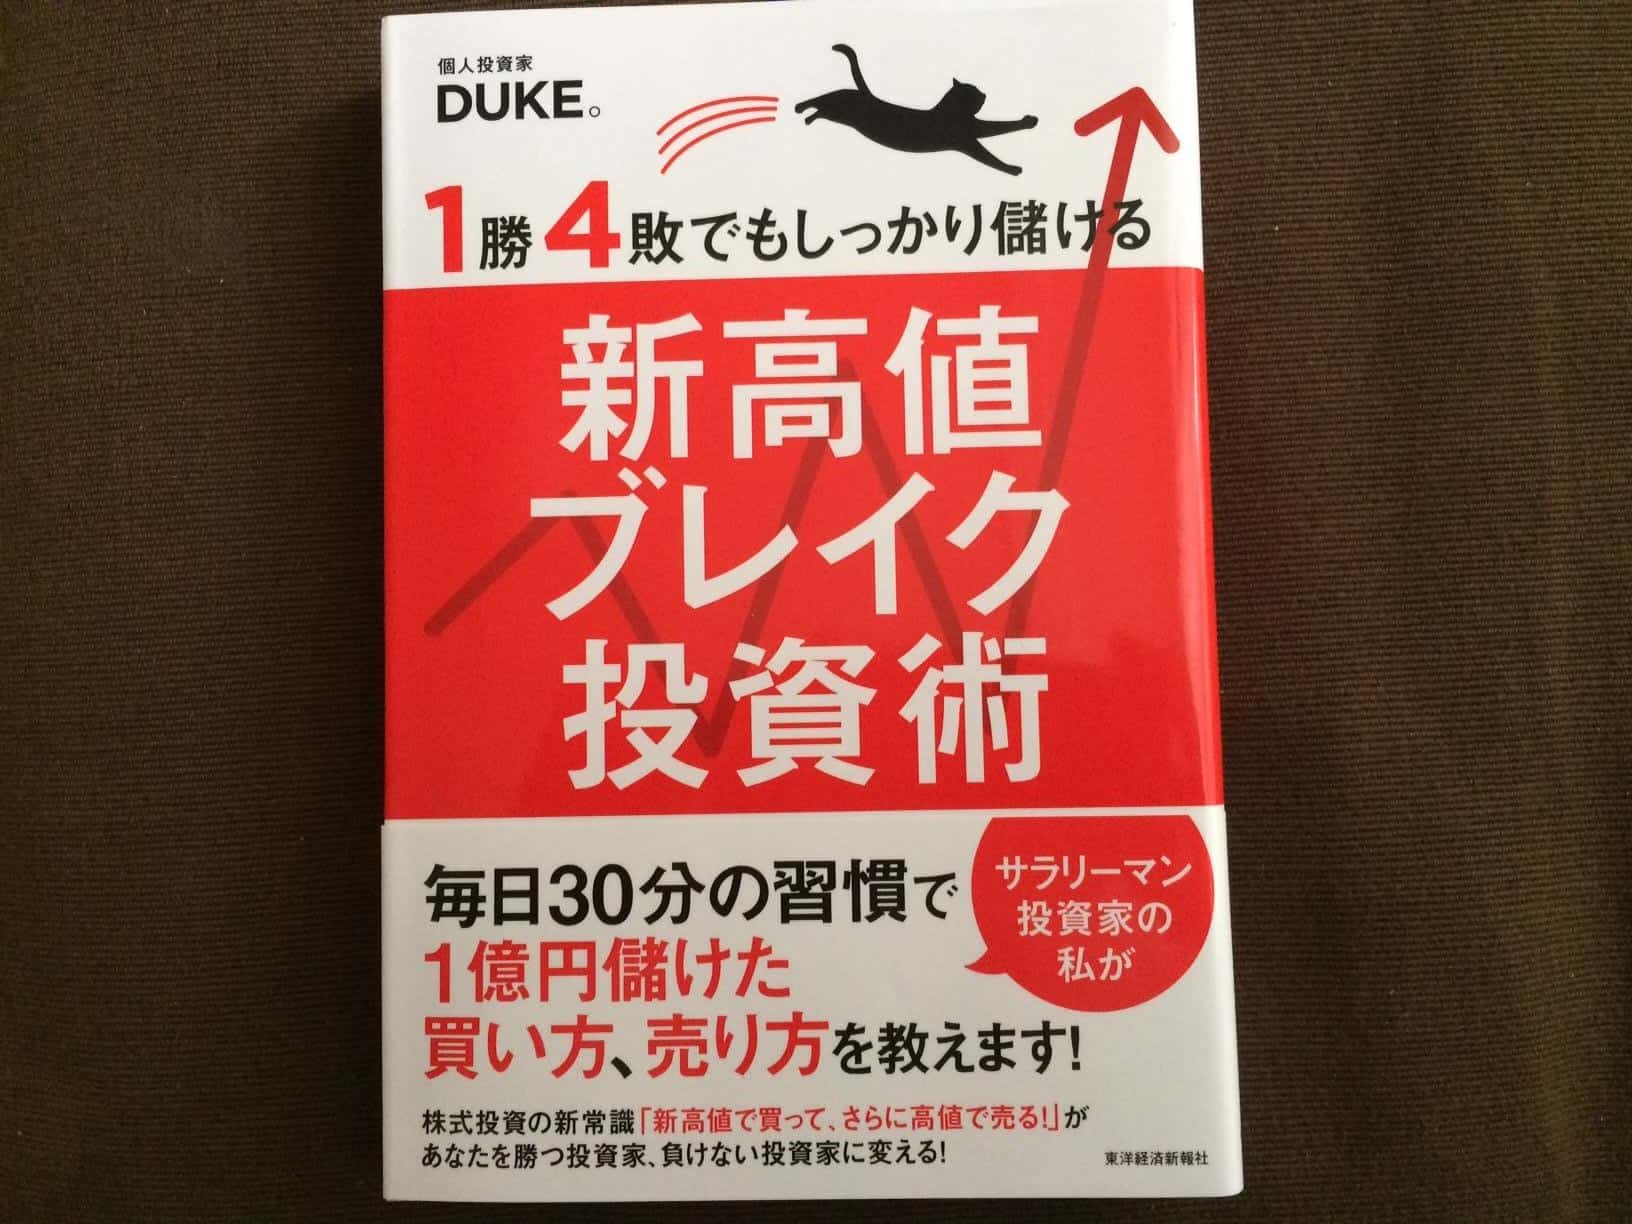 個人投資家
DUKE。
1勝4敗でもしっかり儲ける
新高値
ブレイク
投資術
毎日30分の習慣で
1億円儲けた
買い方、売り方を教えます!
サラリーマン
投資家の
私が
株式投資の新常識「新高値で買って、さらに高値で売る!」が
あなたを勝つ投資家、負けない投資家に変える!
東洋経済新報社